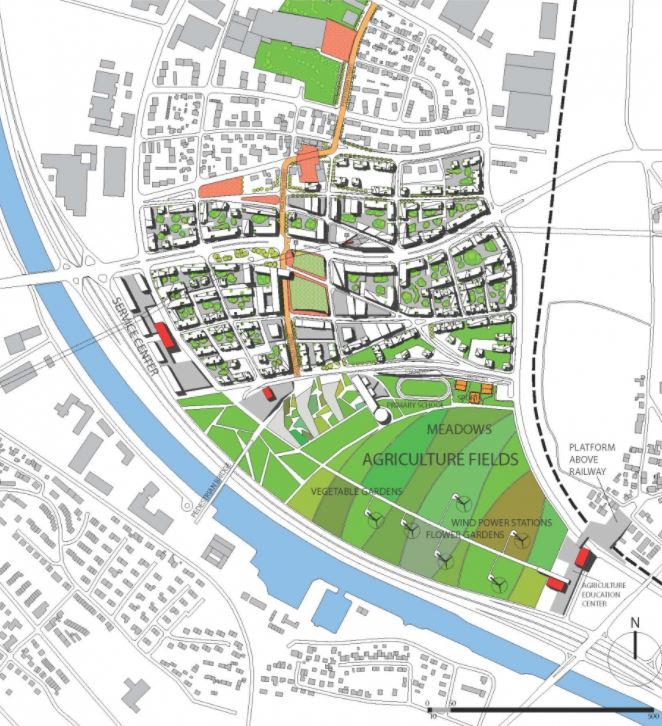 SERVICE CENTER
PRIMARY SCHOOL
SPORT
MEADOWS
AGRICULTURE FIELDS
PLATFORM
ABOVE
RAILWAY
VEGETABLE GARDENS
PEDESTRIAN BRIDGE
WIND POWER STATIONS
FLOWER GARDENS
AGRICULTURE
EDUCATION
CENTER
N
0 50
10 500